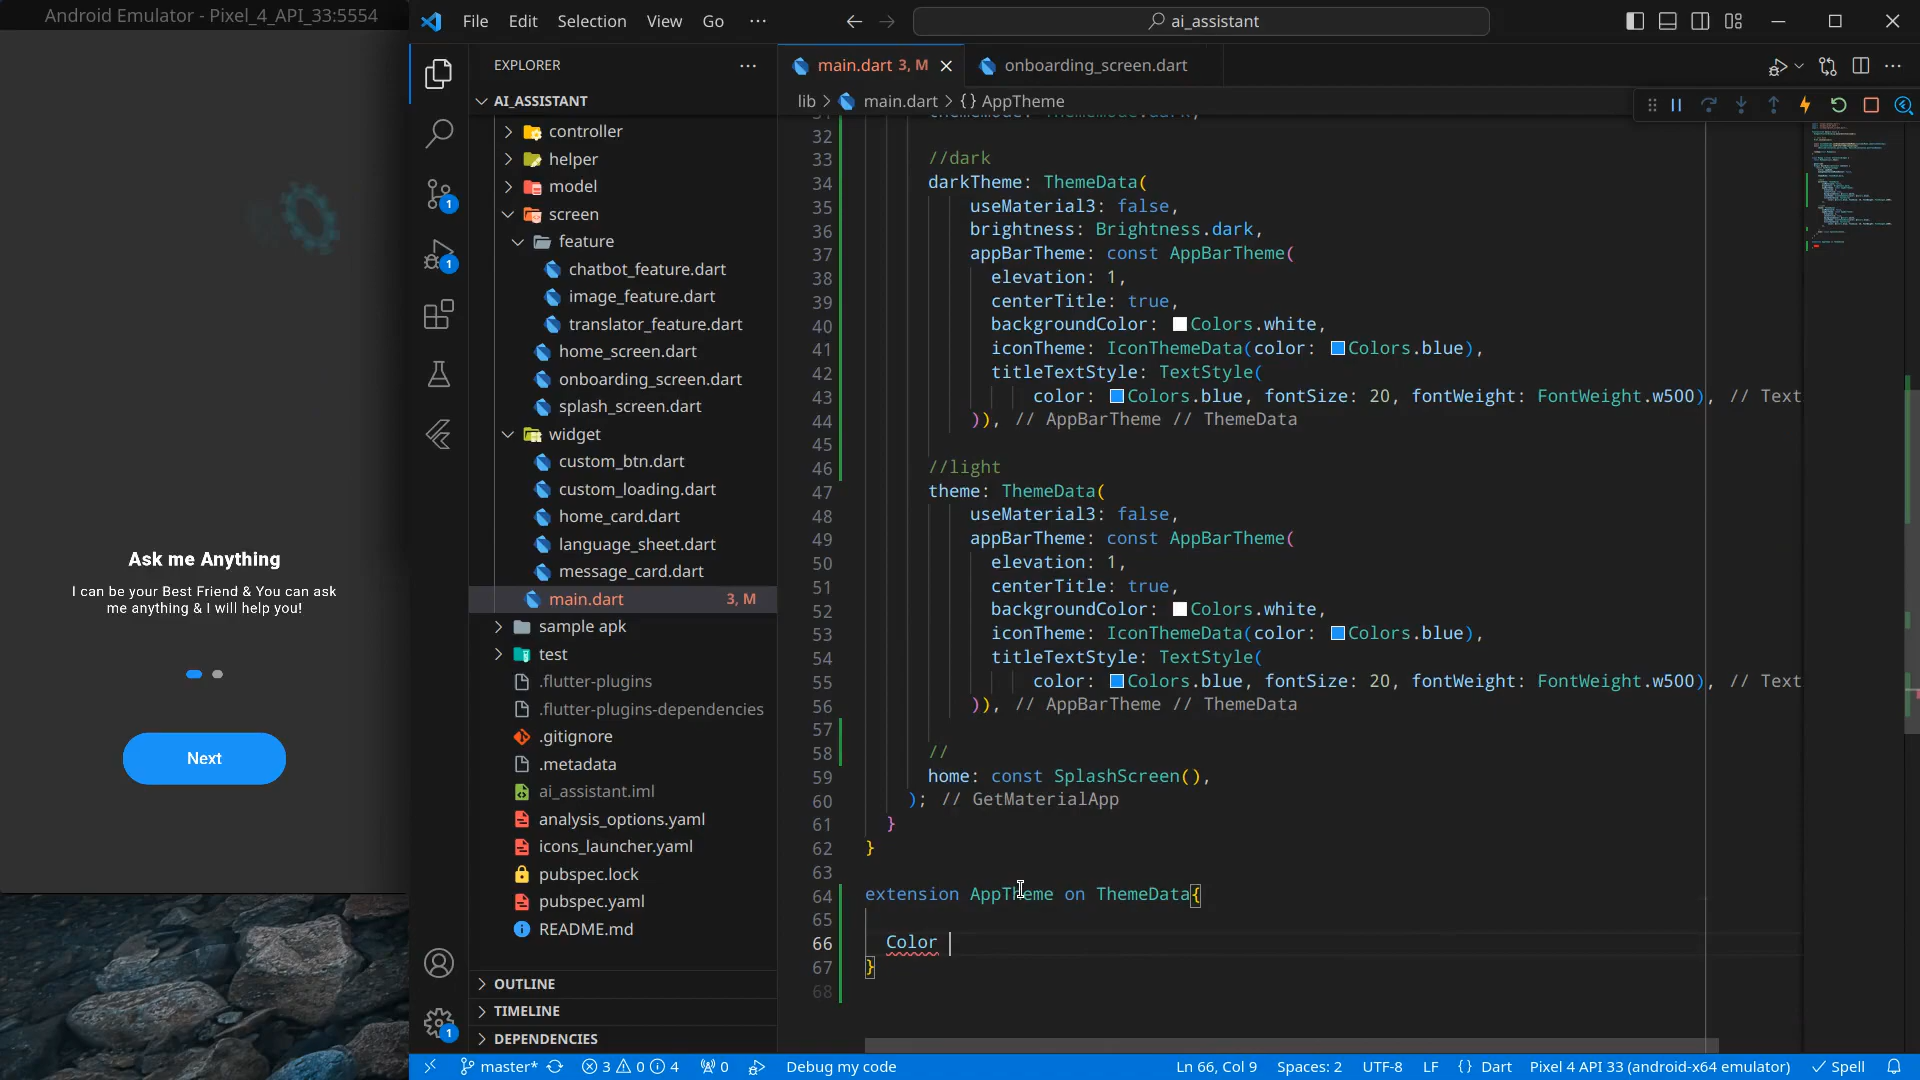 Android Emulator - Pixel_4_API_33:5554
Ask me Anything
I can be your Best Friend & You can ask
me anything & I will help you!
Next
File Edit Selection View Go ···
ai_assistant
EXPLORER
AI_ASSISTANT
controller
helper
model
screen
feature
chatbot_feature.dart
image_feature.dart
translator_feature.dart
home_screen.dart
onboarding_screen.dart
splash_screen.dart
widget
custom_btn.dart
custom_loading.dart
home_card.dart
language_sheet.dart
message_card.dart
main.dart 3, M
sample apk
test
.flutter-plugins
.flutter-plugins-dependencies
.gitignore
.metadata
ai_assistant.iml
analysis_options.yaml
icons_launcher.yaml
pubspec.lock
pubspec.yaml
README.md
OUTLINE
TIMELINE
DEPENDENCIES
1
1
1
main.dart 3, M
onboarding_screen.dart
lib > main.dart > {} AppTheme
32
33 //dark
34 darkTheme: ThemeData(
35 useMaterial3: false,
36 brightness: Brightness.dark,
37 appBarTheme: const AppBarTheme(
38 elevation: 1,
39 centerTitle: true,
40 backgroundColor: Colors.white,
41 iconTheme: IconThemeData(color: Colors.blue),
42 titleTextStyle: TextStyle(
43 color: Colors.blue, fontSize: 20, fontWeight: FontWeight.w500), // Text
44 )), // AppBarTheme // ThemeData
45
46 //light
47 theme: ThemeData(
48 useMaterial3: false,
49 appBarTheme: const AppBarTheme(
50 elevation: 1,
51 centerTitle: true,
52 backgroundColor: Colors.white,
53 iconTheme: IconThemeData(color: Colors.blue),
54 titleTextStyle: TextStyle(
55 color: Colors.blue, fontSize: 20, fontWeight: FontWeight.w500), // Text
56 )), // AppBarTheme // ThemeData
57
58 //
59 home: const SplashScreen(),
60 ); // GetMaterialApp
61 }
62 }
63
64 extension AppTheme on ThemeData{
65
66 Color
67 }
68
master* 3 0 4 0 Debug my code Ln 66, Col 9 Spaces: 2 UTF-8 LF {} Dart Pixel 4 API 33 (android-x64 emulator) Spell